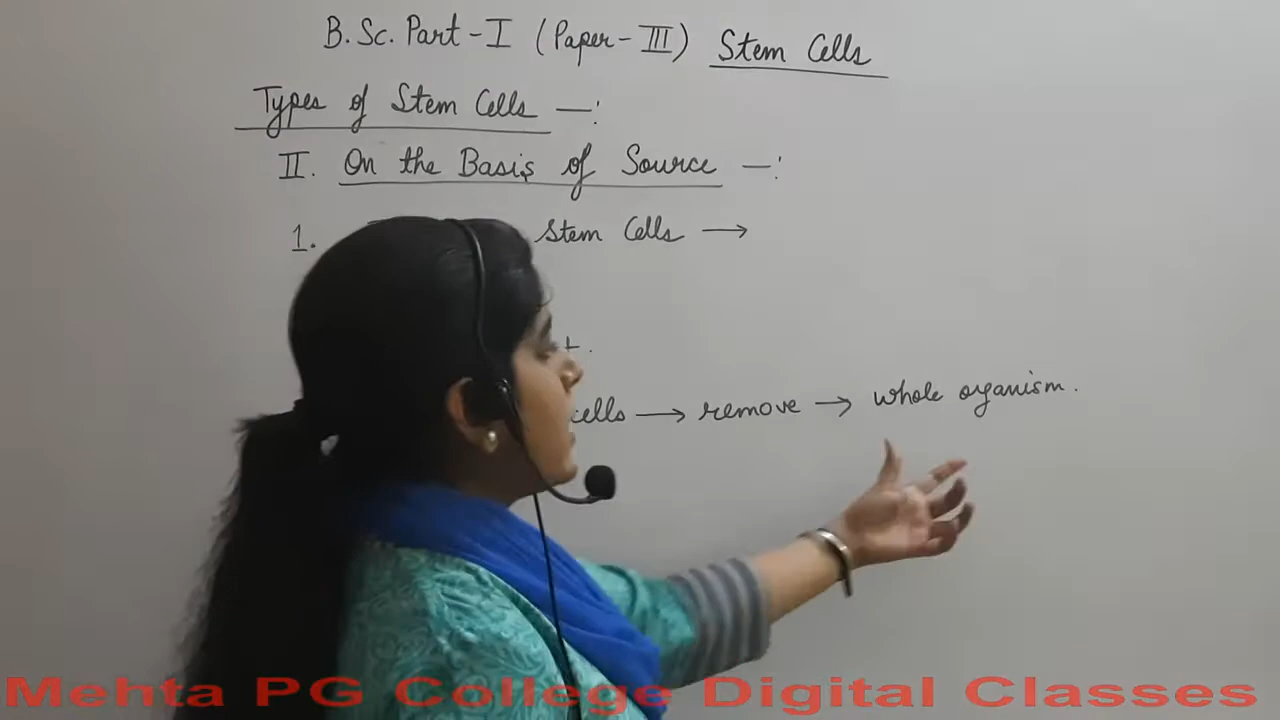 B.Sc. Part-I (Paper-III) Stem Cells
Types of Stem Cells —:
II. On the Basis of Source —:
1. Stem Cells →
cells → remove → whole organism.
Mehta PG College Digital Classes